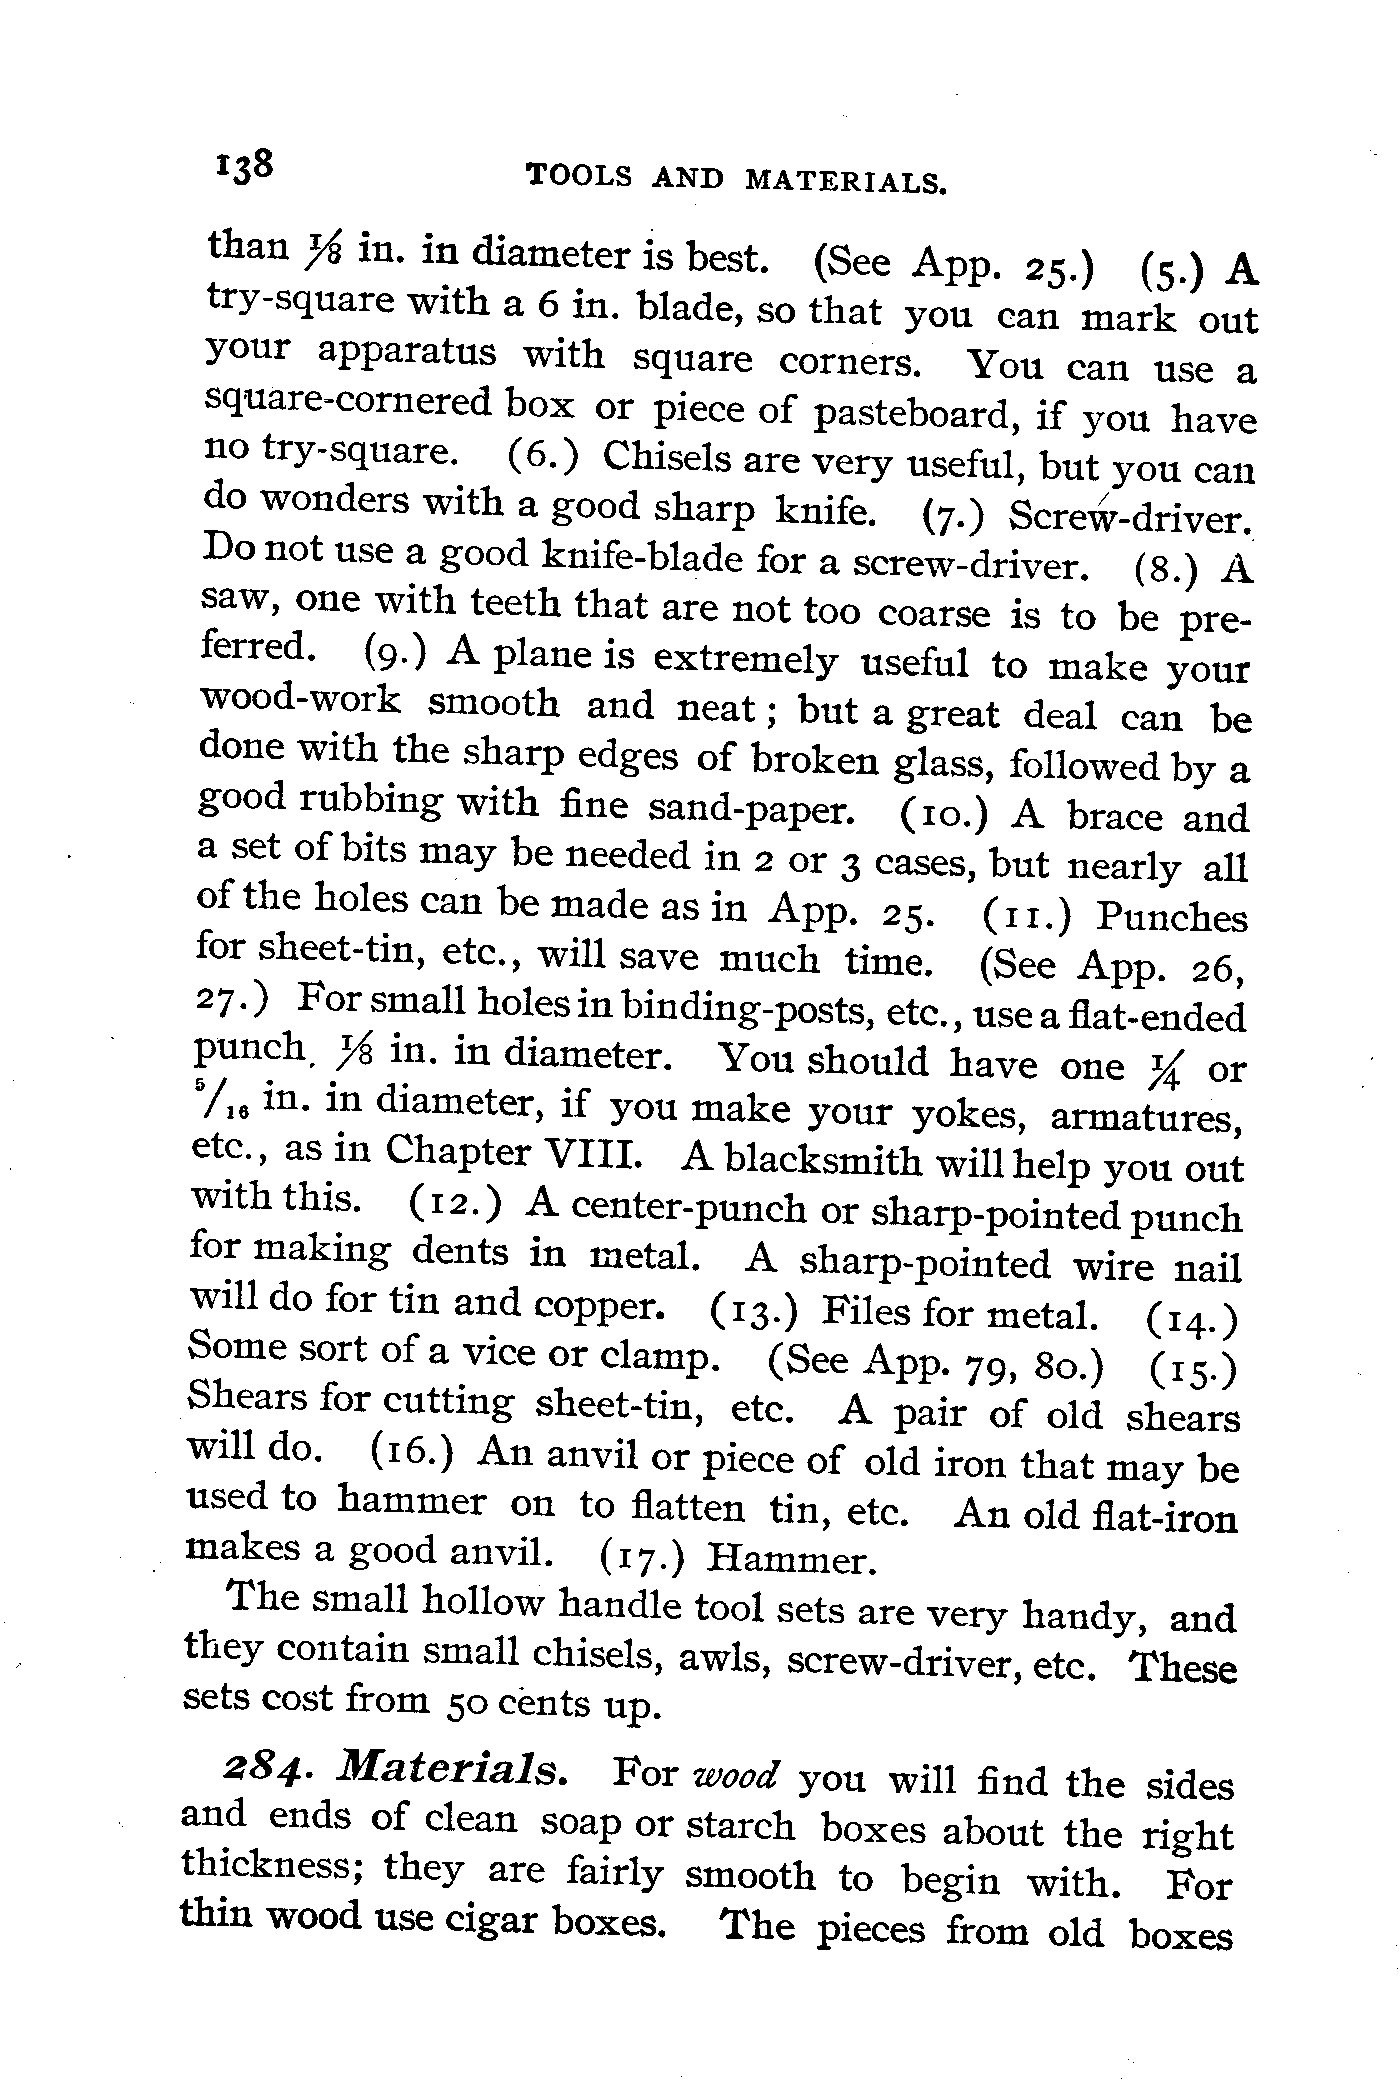 138 TOOLS AND MATERIALS.
than ⅛ in. in diameter is best. (See App. 25.) (5.) A
try-square with a 6 in. blade, so that you can mark out
your apparatus with square corners. You can use a
square-cornered box or piece of pasteboard, if you have
no try-square. (6.) Chisels are very useful, but you can
do wonders with a good sharp knife. (7.) Screw-driver.
Do not use a good knife-blade for a screw-driver. (8.) A
saw, one with teeth that are not too coarse is to be pre-
ferred. (9.) A plane is extremely useful to make your
wood-work smooth and neat; but a great deal can be
done with the sharp edges of broken glass, followed by a
good rubbing with fine sand-paper. (10.) A brace and
a set of bits may be needed in 2 or 3 cases, but nearly all
of the holes can be made as in App. 25. (11.) Punches
for sheet-tin, etc., will save much time. (See App. 26,
27.) For small holes in binding-posts, etc., use a flat-ended
punch, ⅛ in. in diameter. You should have one ¼ or
5/16 in. in diameter, if you make your yokes, armatures,
etc., as in Chapter VIII. A blacksmith will help you out
with this. (12.) A center-punch or sharp-pointed punch
for making dents in metal. A sharp-pointed wire nail
will do for tin and copper. (13.) Files for metal. (14.)
Some sort of a vice or clamp. (See App. 79, 80.) (15.)
Shears for cutting sheet-tin, etc. A pair of old shears
will do. (16.) An anvil or piece of old iron that may be
used to hammer on to flatten tin, etc. An old flat-iron
makes a good anvil. (17.) Hammer.
The small hollow handle tool sets are very handy, and
they contain small chisels, awls, screw-driver, etc. These
sets cost from 50 cents up.
284. Materials. For wood you will find the sides
and ends of clean soap or starch boxes about the right
thickness; they are fairly smooth to begin with. For
thin wood use cigar boxes. The pieces from old boxes